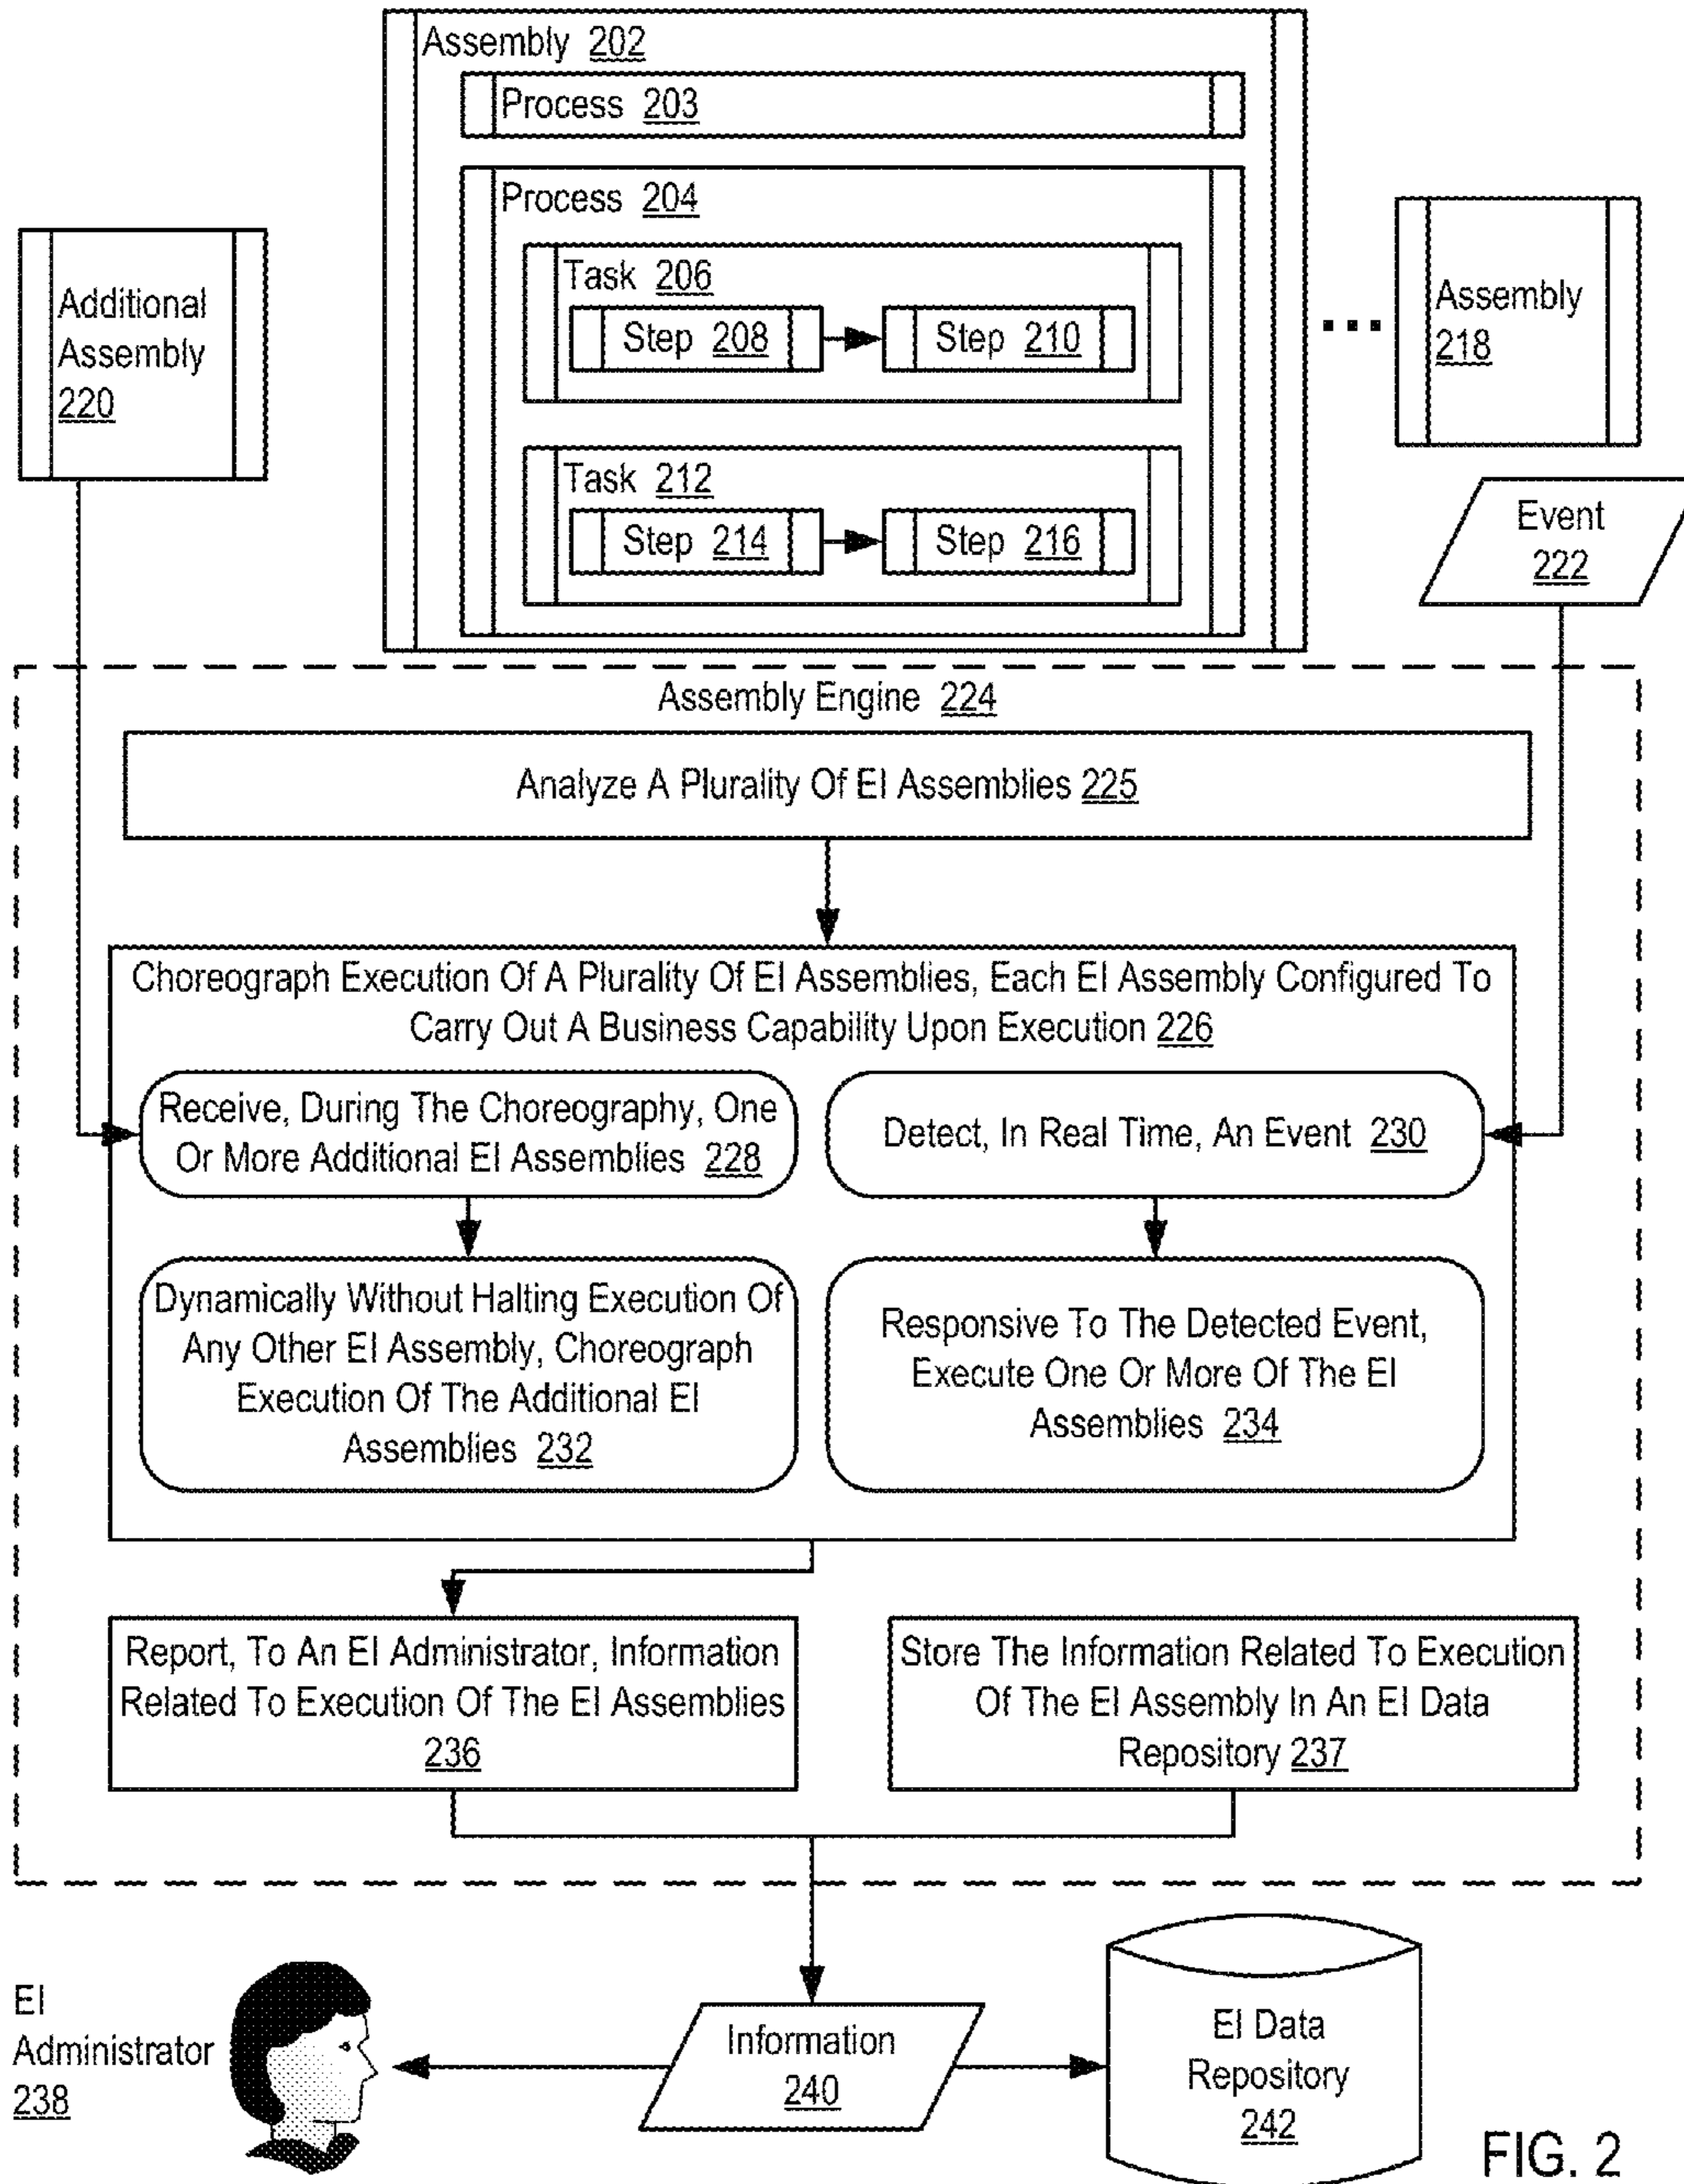 Assembly 202
Process 203
Process 204
Task 206
Step 208
Step 210
Task 212
Step 214
Step 216
Additional
Assembly
220
...
Assembly
218
Event
222
Assembly Engine 224
Analyze A Plurality Of EI Assemblies 225
Choreograph Execution Of A Plurality Of EI Assemblies, Each EI Assembly Configured To
Carry Out A Business Capability Upon Execution 226
Receive, During The Choreography, One
Or More Additional EI Assemblies 228
Detect, In Real Time, An Event 230
Dynamically Without Halting Execution Of
Any Other EI Assembly, Choreograph
Execution Of The Additional EI
Assemblies 232
Responsive To The Detected Event,
Execute One Or More Of The EI
Assemblies 234
Report, To An EI Administrator, Information
Related To Execution Of The EI Assemblies
236
Store The Information Related To Execution
Of The EI Assembly In An EI Data
Repository 237
EI
Administrator
238
Information
240
EI Data
Repository
242
FIG. 2